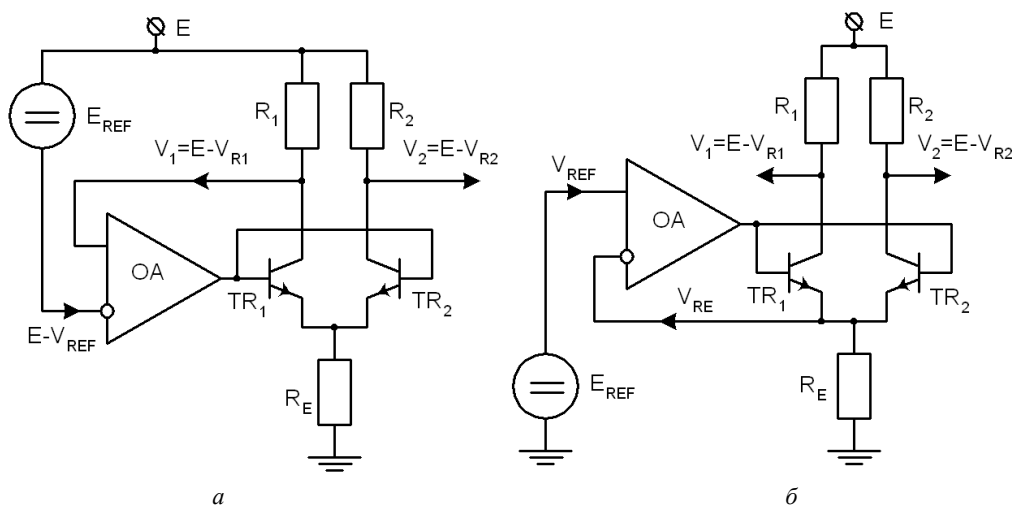 E
E_REF
R_1
R_2
V_1=E-V_R1
V_2=E-V_R2
OA
TR_1
TR_2
E-V_REF
R_E
а
E
R_1
R_2
V_1=E-V_R1
V_2=E-V_R2
V_REF
OA
TR_1
TR_2
V_RE
E_REF
R_E
б